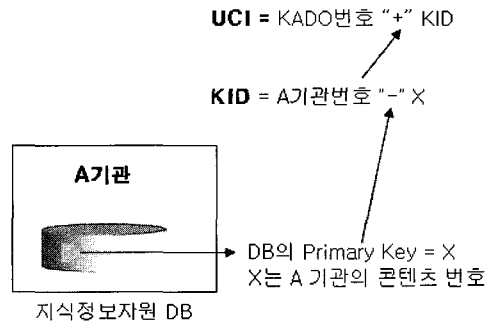 UCI = KADO번호 "+" KID
KID = A기관번호 "-" X
A기관
DB의 Primary Key = X
X는 A 기관의 콘텐츠 번호
지식정보자원 DB